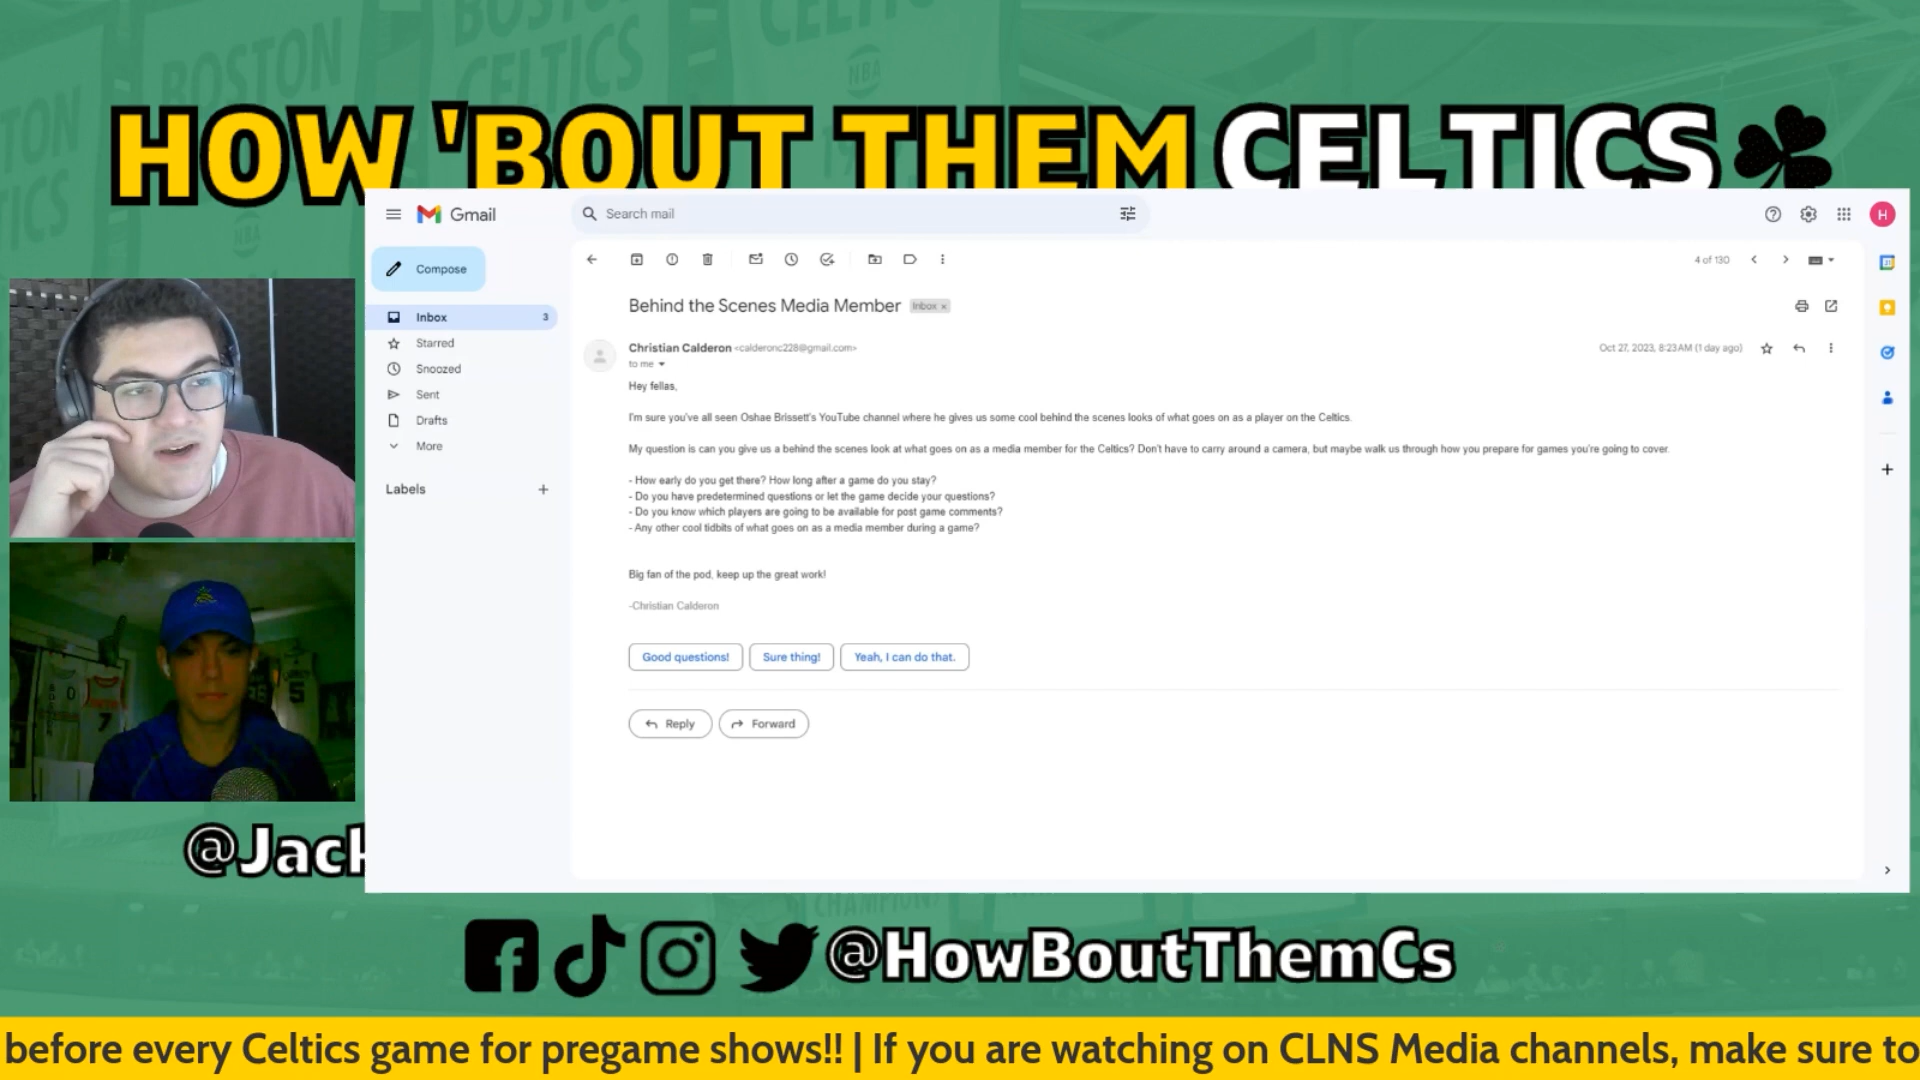 BOSTON CELTICS
BOSTON CELTICS
CELTICS
NBA
HOW 'BOUT THEM CELTICS
Gmail
Search mail
H
Compose
4 of 130
Inbox 3
Starred
Snoozed
Sent
Drafts
More
Labels
Behind the Scenes Media Member Inbox x
Christian Calderon <calderonc228@gmail.com>
Oct 27, 2023, 8:23 AM (1 day ago)
to me
Hey fellas,
I'm sure you've all seen Oshae Brissett's YouTube channel where he gives us some cool behind the scenes looks of what goes on as a player on the Celtics.
My question is can you give us a behind the scenes look at what goes on as a media member for the Celtics? Don't have to carry around a camera, but maybe walk us through how you prepare for games you're going to cover.
- How early do you get there? How long after a game do you stay?
- Do you have predetermined questions or let the game decide your questions?
- Do you know which players are going to be available for post game comments?
- Any other cool tidbits of what goes on as a media member during a game?
Big fan of the pod, keep up the great work!
-Christian Calderon
Good questions! Sure thing! Yeah, I can do that.
Reply Forward
@Jack
@HowBoutThemCs
before every Celtics game for pregame shows!! | If you are watching on CLNS Media channels, make sure to